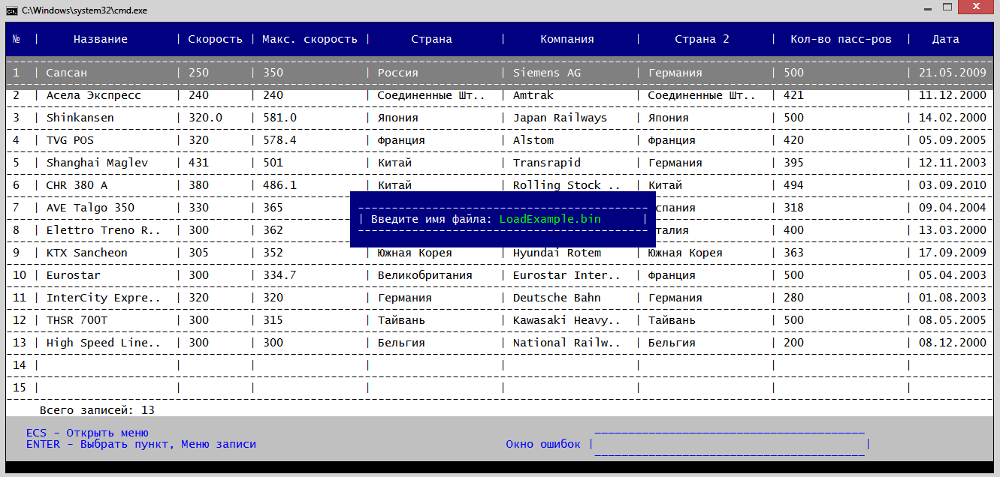 C:\Windows\system32\cmd.exe
№ | Название | Скорость | Макс. скорость | Страна | Компания | Страна 2 | Кол-во пасс-ров | Дата
1 | Сапсан | 250 | 350 | Россия | Siemens AG | Германия | 500 | 21.05.2009
2 | Асела Экспресс | 240 | 240 | Соединенные Шт.. | Amtrak | Соединенные Шт.. | 421 | 11.12.2000
3 | Shinkansen | 320.0 | 581.0 | Япония | Japan Railways | Япония | 500 | 14.02.2000
4 | TVG POS | 320 | 578.4 | Франция | Alstom | Франция | 420 | 05.09.2005
5 | Shanghai Maglev | 431 | 501 | Китай | Transrapid | Германия | 395 | 12.11.2003
6 | CHR 380 A | 380 | 486.1 | Китай | Rolling Stock .. | Китай | 494 | 03.09.2010
7 | AVE Talgo 350 | 330 | 365 спания | 318 | 09.04.2004
| Введите имя файла: LoadExample.bin |
8 | Elettro Treno R.. | 300 | 362 талия | 400 | 13.03.2000
9 | KTX Sancheon | 305 | 352 | Южная Корея | Hyundai Rotem | Южная Корея | 363 | 17.09.2009
10 | Eurostar | 300 | 334.7 | Великобритания | Eurostar Inter.. | Франция | 500 | 05.04.2003
11 | InterCity Expre.. | 320 | 320 | Германия | Deutsche Bahn | Германия | 280 | 01.08.2003
12 | THSR 700T | 300 | 315 | Тайвань | Kawasaki Heavy.. | Тайвань | 500 | 08.05.2005
13 | High Speed Line.. | 300 | 300 | Бельгия | National Railw.. | Бельгия | 200 | 08.12.2000
14 | | | | | | | |
15 | | | | | | | |
Всего записей: 13
ECS - Открыть меню
ENTER - Выбрать пункт, Меню записи Окно ошибок | |